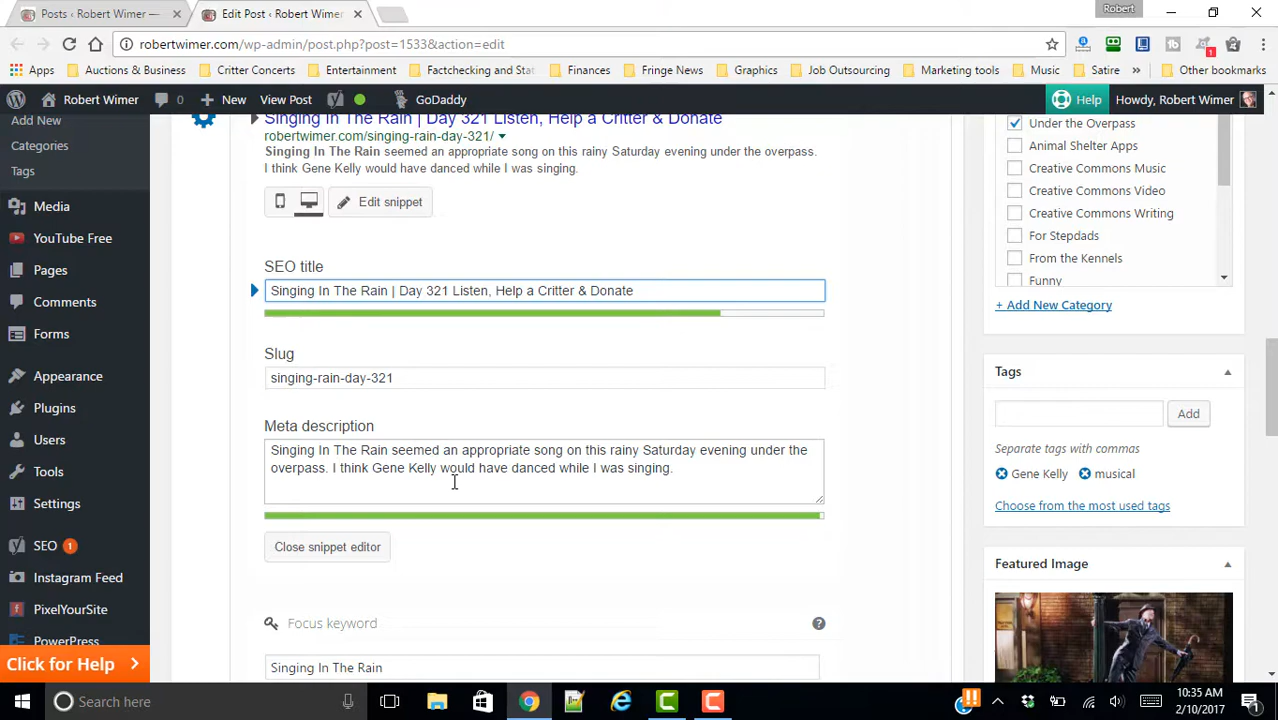 Posts ‹ Robert Wimer —
Edit Post ‹ Robert Wimer
Robert
robertwimer.com/wp-admin/post.php?post=1533&action=edit
Apps
Auctions & Business
Critter Concerts
Entertainment
Factchecking and Stat
Finances
Fringe News
Graphics
Job Outsourcing
Marketing tools
Music
Satire
»
Other bookmarks
Robert Wimer
0
New
View Post
GoDaddy
Help
Howdy, Robert Wimer
Add New
Categories
Tags
Media
YouTube Free
Pages
Comments
Forms
Appearance
Plugins
Users
Tools
Settings
SEO 1
Instagram Feed
PixelYourSite
PowerPress
Click for Help
Singing In The Rain | Day 321 Listen, Help a Critter & Donate
robertwimer.com/singing-rain-day-321/
Singing In The Rain seemed an appropriate song on this rainy Saturday evening under the overpass.
I think Gene Kelly would have danced while I was singing.
Edit snippet
SEO title
Singing In The Rain | Day 321 Listen, Help a Critter & Donate
Slug
singing-rain-day-321
Meta description
Singing In The Rain seemed an appropriate song on this rainy Saturday evening under the
overpass. I think Gene Kelly would have danced while I was singing.
Close snippet editor
Focus keyword
?
Singing In The Rain
Under the Overpass
Animal Shelter Apps
Creative Commons Music
Creative Commons Video
Creative Commons Writing
For Stepdads
From the Kennels
Funny
+ Add New Category
Tags
Add
Separate tags with commas
Gene Kelly
musical
Choose from the most used tags
Featured Image
Search here
10:35 AM
2/10/2017
1